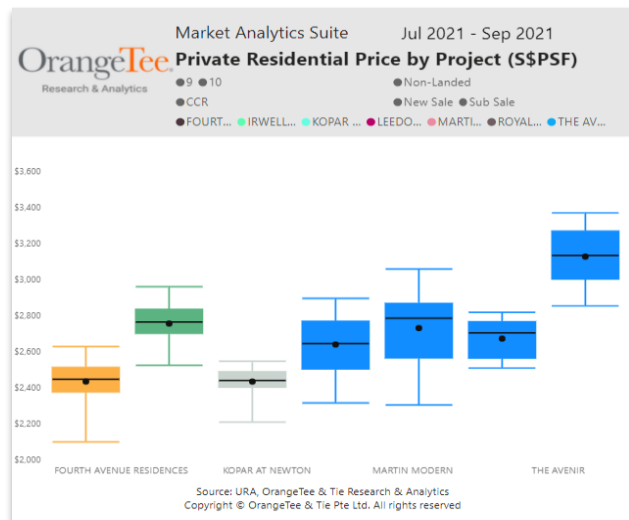 Market Analytics Suite Jul 2021 - Sep 2021
OrangeTee
Research & Analytics
Private Residential Price by Project (S$PSF)
9 10 Non-Landed
CCR New Sale Sub Sale
FOURT... IRWELL... KOPAR ... LEEDO... MARTI... ROYAL... THE AV...
$3,600
$3,400
$3,200
$3,000
$2,800
$2,600
$2,400
$2,200
$2,000
FOURTH AVENUE RESIDENCES KOPAR AT NEWTON MARTIN MODERN THE AVENIR
Source: URA, OrangeTee & Tie Research & Analytics
Copyright © OrangeTee & Tie Pte Ltd. All rights reserved